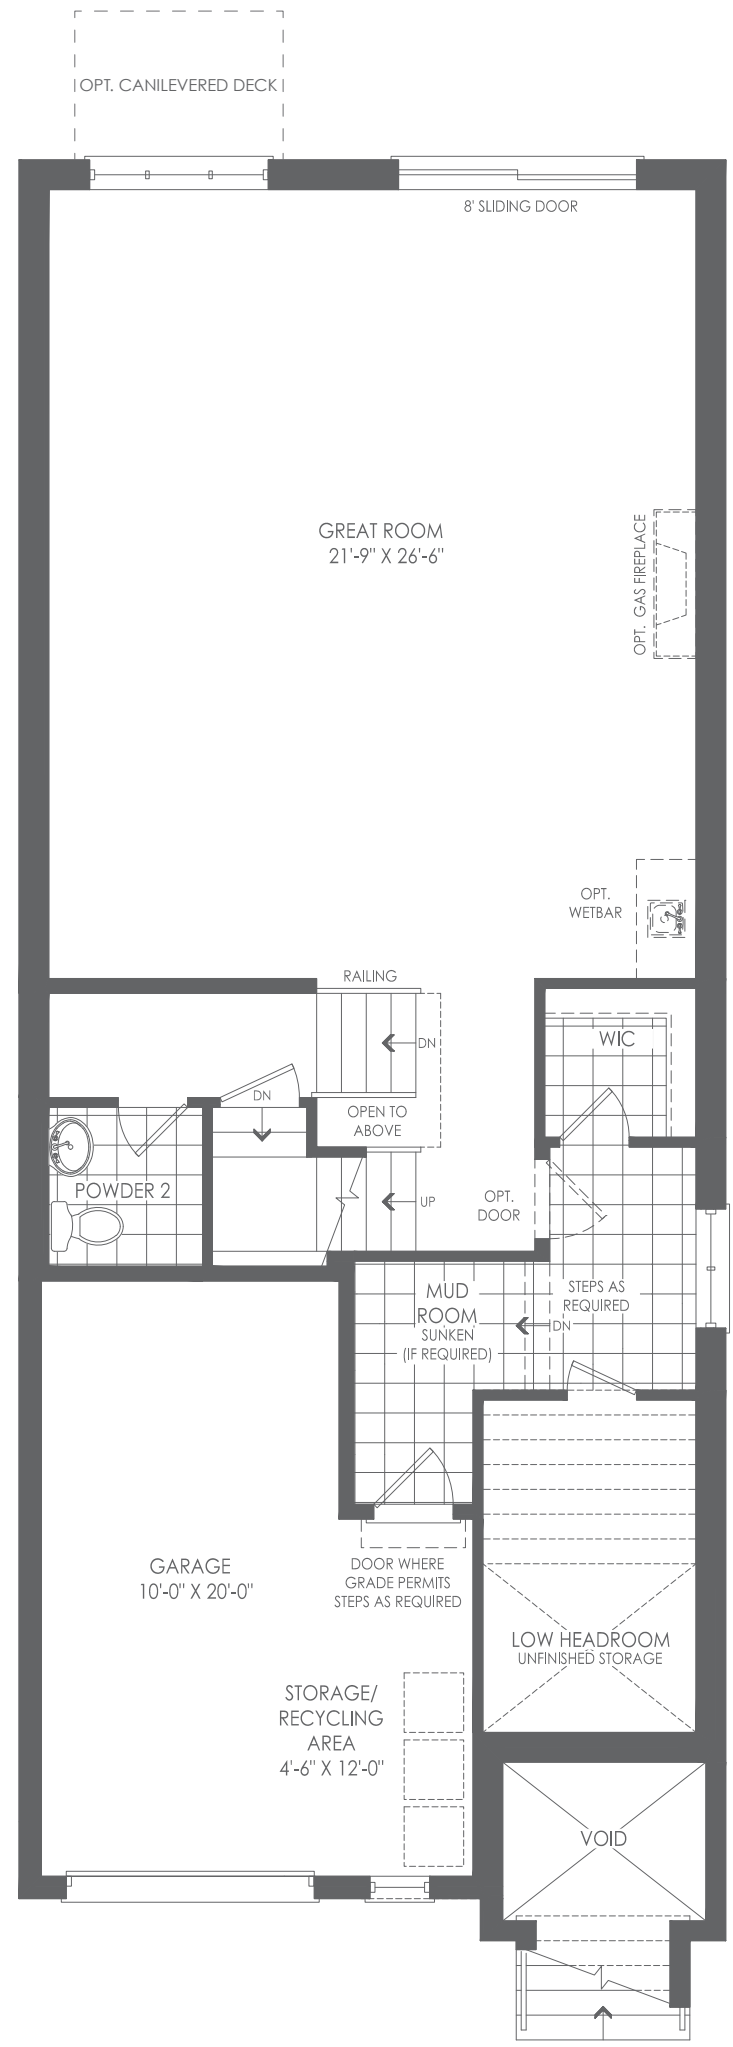 OPT. CANILEVERED DECK
8' SLIDING DOOR
GREAT ROOM
21'-9" X 26'-6"
OPT. GAS FIREPLACE
OPT.
WETBAR
RAILING
DN
WIC
DN
OPEN TO
ABOVE
POWDER 2
UP
OPT.
DOOR
MUD
ROOM
SUNKEN
(IF REQUIRED)
STEPS AS
REQUIRED
DN
GARAGE
10'-0" X 20'-0"
DOOR WHERE
GRADE PERMITS
STEPS AS REQUIRED
LOW HEADROOM
UNFINISHED STORAGE
STORAGE/
RECYCLING
AREA
4'-6" X 12'-0"
VOID